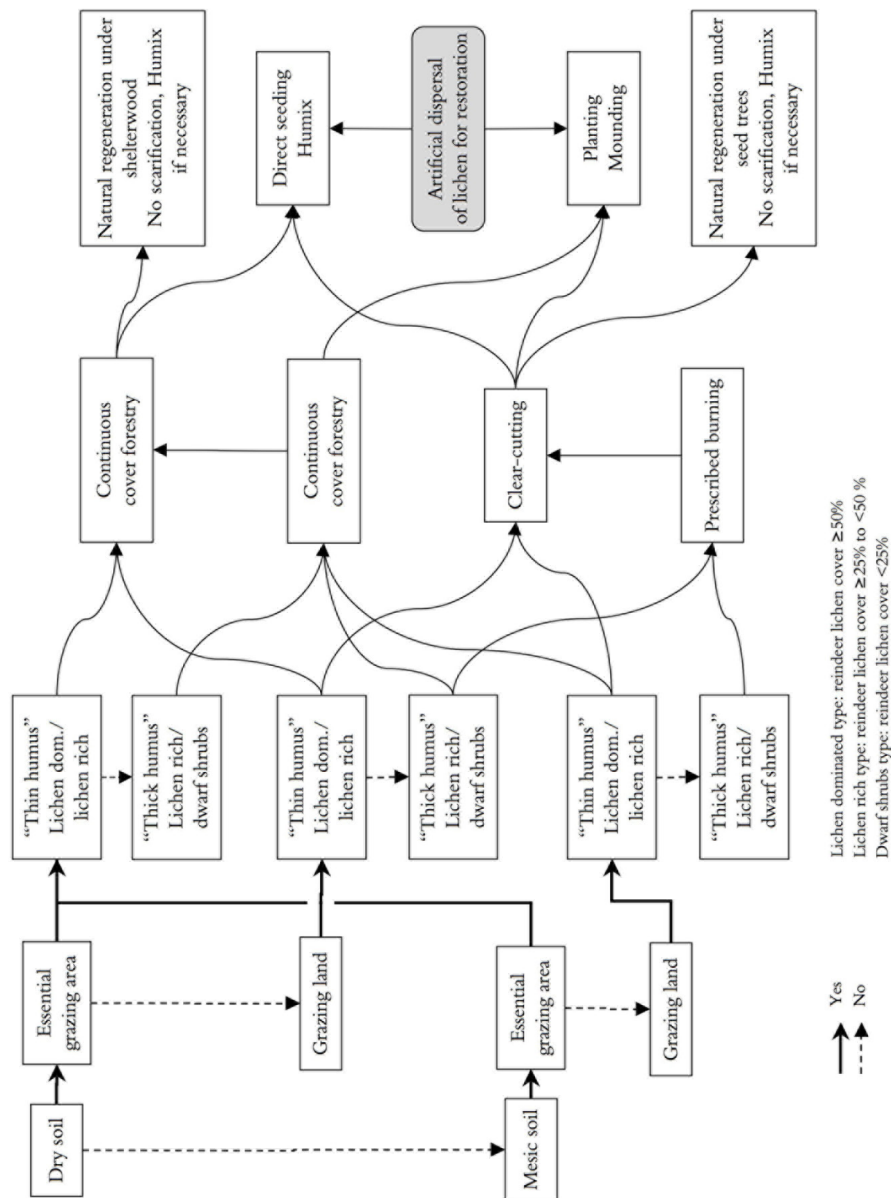 Dry soil
Mesic soil
Essential
grazing area
Grazing land
Essential
grazing area
Grazing land
“Thin humus”
Lichen dom./
lichen rich
“Thick humus”
Lichen rich/
dwarf shrubs
“Thin humus”
Lichen dom./
lichen rich
“Thick humus”
Lichen rich/
dwarf shrubs
“Thin humus”
Lichen dom./
lichen rich
“Thick humus”
Lichen rich/
dwarf shrubs
Continuous
cover forestry
Continuous
cover forestry
Clear-cutting
Prescribed burning
Natural regeneration under
shelterwood
No scarification, Humix
if necessary
Direct seeding
Humix
Artificial dispersal
of lichen for restoration
Planting
Mounding
Natural regeneration under
seed trees
No scarification, Humix
if necessary
Yes
No
Lichen dominated type: reindeer lichen cover ≥50%
Lichen rich type: reindeer lichen cover ≥25% to <50 %
Dwarf shrubs type: reindeer lichen cover <25%